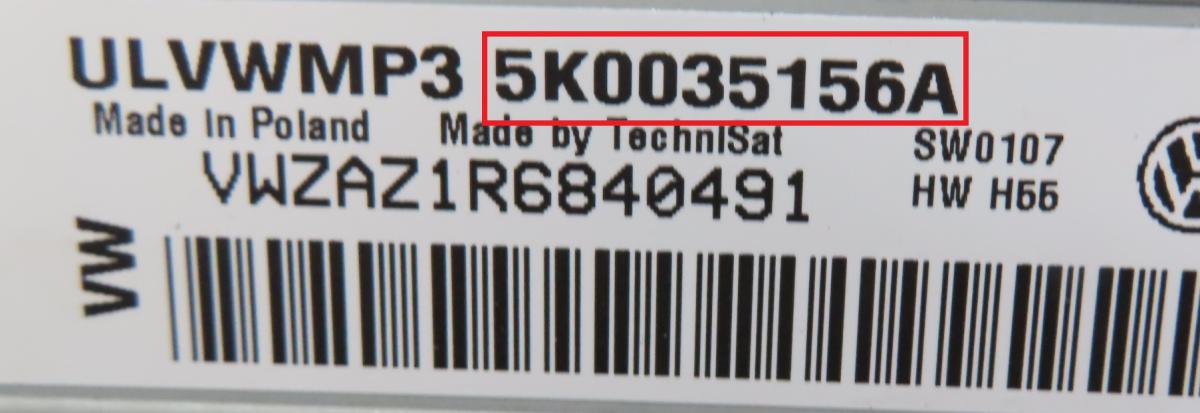 ULVWMP3 5K0035156A
Made In Poland Made by TechniSat SW0107
VWZAZ1R6840491 HW H66
VW